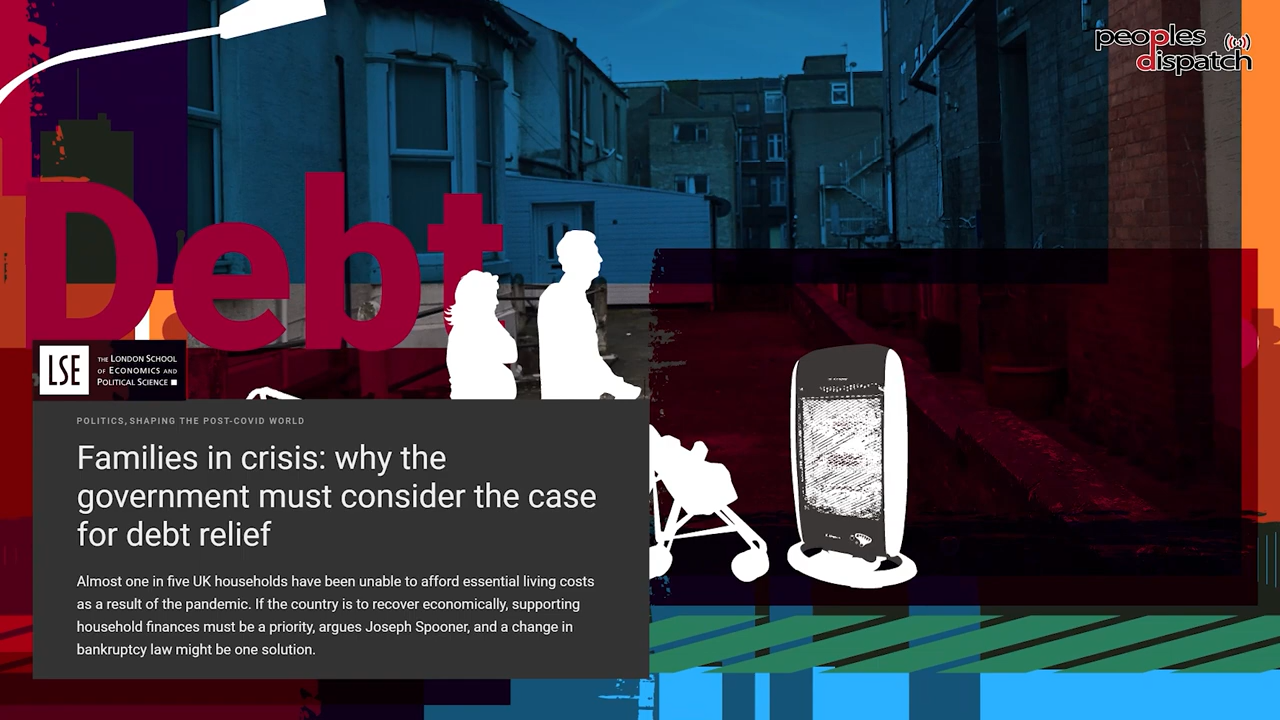 peoples
dispatch
Debt
LSE
THE LONDON SCHOOL
OF ECONOMICS AND
POLITICAL SCIENCE
POLITICS, SHAPING THE POST-COVID WORLD
Families in crisis: why the
government must consider the case
for debt relief
Almost one in five UK households have been unable to afford essential living costs
as a result of the pandemic. If the country is to recover economically, supporting
household finances must be a priority, argues Joseph Spooner, and a change in
bankruptcy law might be one solution.